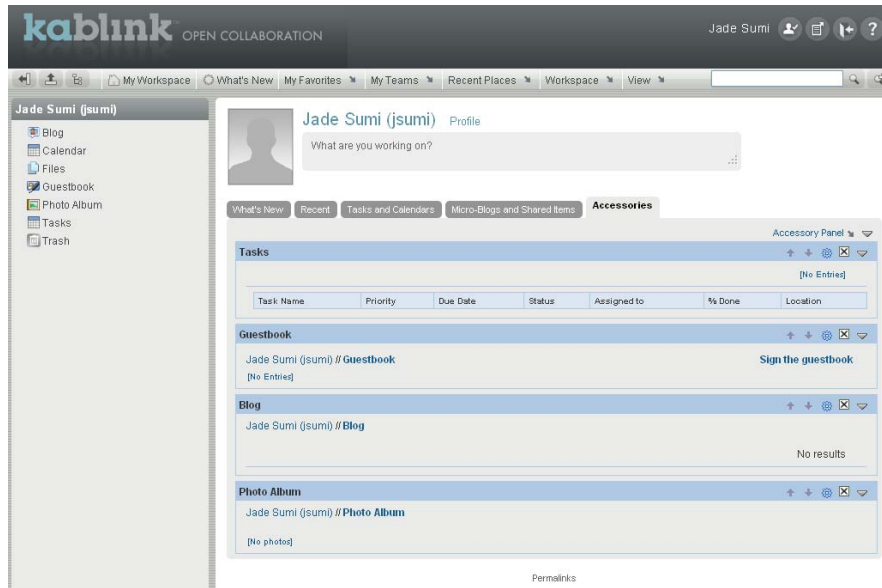 kablink OPEN COLLABORATION
Jade Sumi
?
My Workspace What's New My Favorites My Teams Recent Places Workspace View
Jade Sumi (jsumi)
Blog
Calendar
Files
Guestbook
Photo Album
Tasks
Trash
Jade Sumi (jsumi) Profile
What are you working on?
What's New Recent Tasks and Calendars Micro-Blogs and Shared Items Accessories
Accessory Panel
Tasks
[No Entries]
Task Name Priority Due Date Status Assigned to % Done Location
Guestbook
Jade Sumi (jsumi) // Guestbook Sign the guestbook
[No Entries]
Blog
Jade Sumi (jsumi) // Blog
No results
Photo Album
Jade Sumi (jsumi) // Photo Album
[No photos]
Permalinks